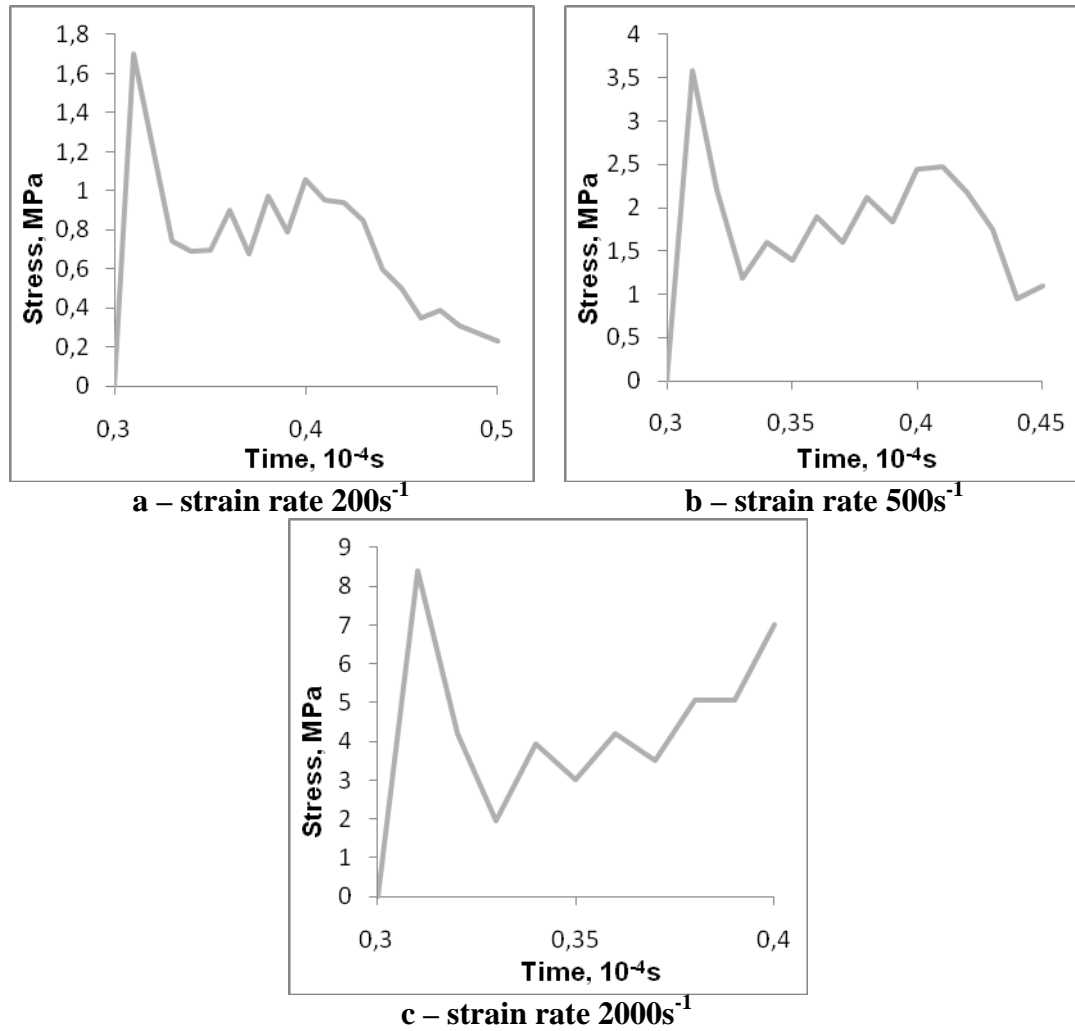 Stress, MPa
1,8
1,6
1,4
1,2
1
0,8
0,6
0,4
0,2
0
0,3 0,4 0,5
Time, 10⁻⁴s
a – strain rate 200s⁻¹
Stress, MPa
4
3,5
3
2,5
2
1,5
1
0,5
0
0,3 0,35 0,4 0,45
Time, 10⁻⁴s
b – strain rate 500s⁻¹
Stress, MPa
9
8
7
6
5
4
3
2
1
0
0,3 0,35 0,4
Time, 10⁻⁴s
c – strain rate 2000s⁻¹